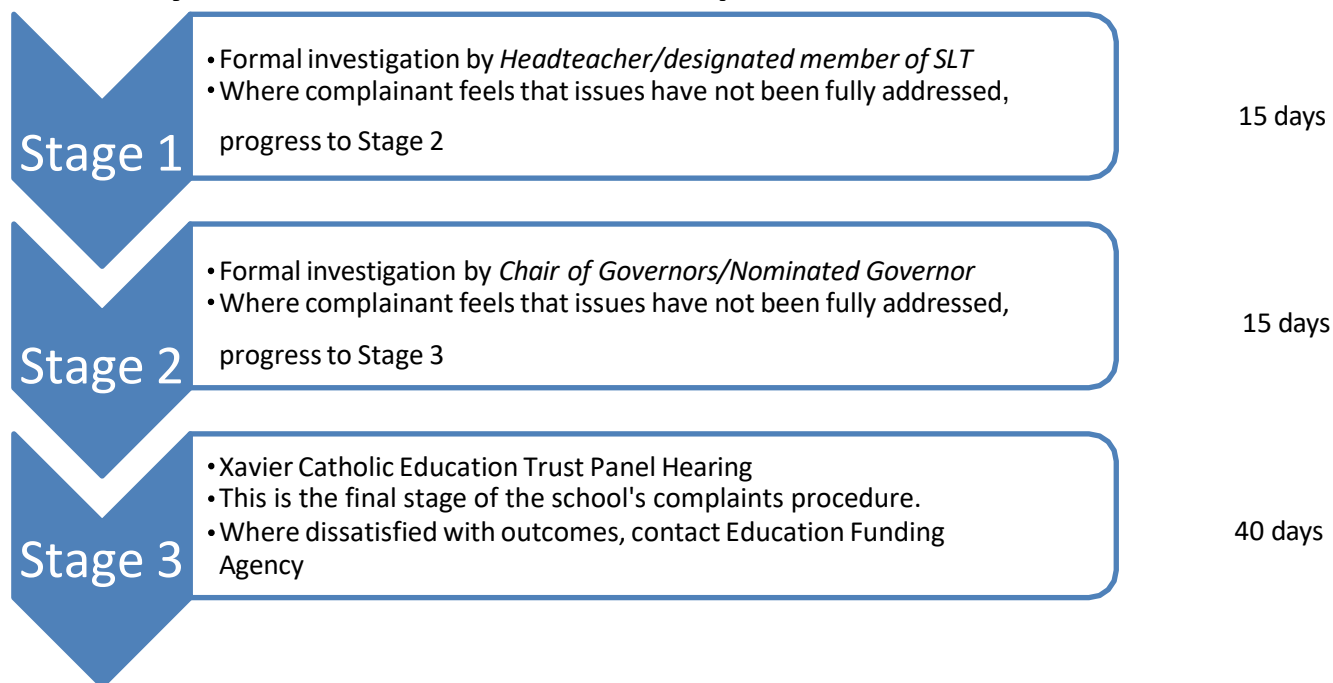 Stage 1
•Formal investigation by Headteacher/designated member of SLT
•Where complainant feels that issues have not been fully addressed,
progress to Stage 2
15 days
Stage 2
•Formal investigation by Chair of Governors/Nominated Governor
•Where complainant feels that issues have not been fully addressed,
progress to Stage 3
15 days
Stage 3
•Xavier Catholic Education Trust Panel Hearing
•This is the final stage of the school's complaints procedure.
•Where dissatisfied with outcomes, contact Education Funding
Agency
40 days